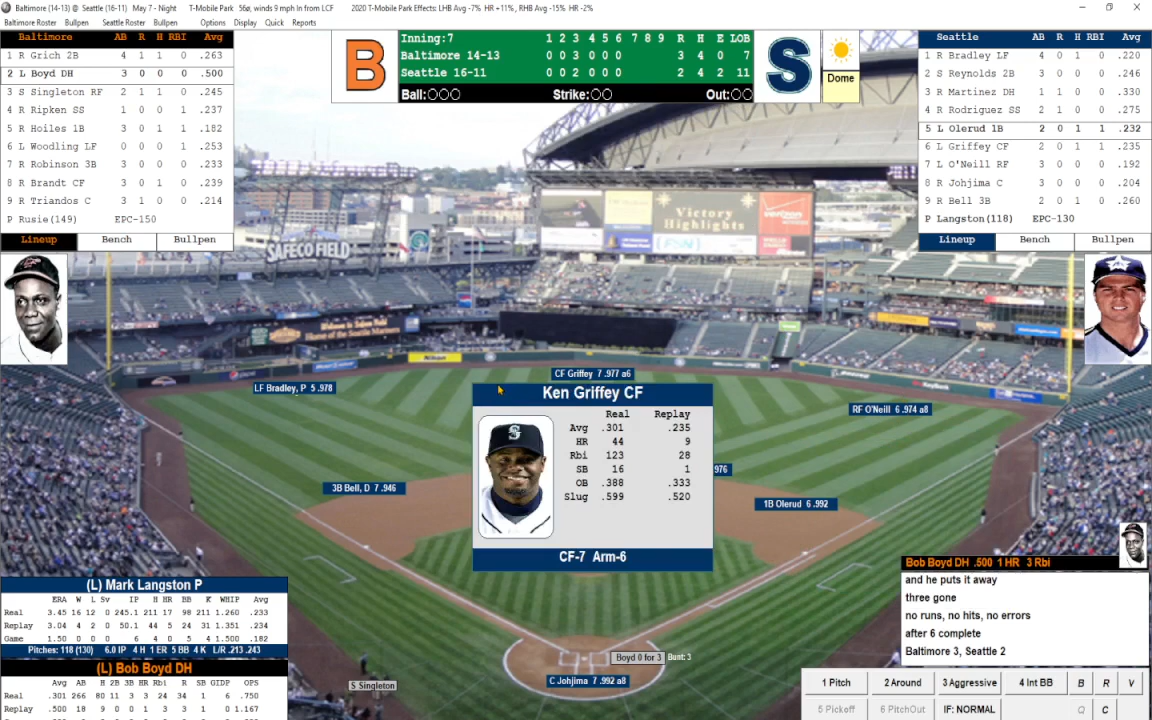 Baltimore (14-13) @ Seattle (16-11) May 7 - Night T-Mobile Park 56ø, winds 9 mph In from LCF 2020 T-Mobile Park Effects: LHB Avg -7% HR +11% , RHB Avg -15% HR -2%
Baltimore Roster Bullpen Seattle Roster Bullpen Options Display Quick Reports
Baltimore AB R H RBI Avg
1 R Grich 2B 4 1 1 0 .263
2 L Boyd DH 3 0 0 0 .500
3 S Singleton RF 2 1 1 0 .245
4 R Ripken SS 1 0 0 1 .237
5 R Hoiles 1B 3 0 1 1 .182
6 L Woodling LF 0 0 0 1 .253
7 R Robinson 3B 3 0 0 0 .233
8 R Brandt CF 3 0 1 0 .239
9 R Triandos C 3 1 0 0 .214
P Rusie(149) EPC-150
Lineup Bench Bullpen
B
Inning:7 1 2 3 4 5 6 7 8 9 R H E LOB
Baltimore 14-13 0 0 3 0 0 0 3 4 0 7
Seattle 16-11 0 0 2 0 0 0 2 4 2 11
Ball: Strike: Out:
S
Dome
Seattle AB R H RBI Avg
1 R Bradley LF 4 0 1 0 .220
2 S Reynolds 2B 3 0 0 0 .246
3 R Martinez DH 1 1 0 0 .330
4 R Rodriguez SS 2 1 0 0 .275
5 L Olerud 1B 2 0 1 1 .232
6 L Griffey CF 2 0 1 1 .235
7 L O'Neill RF 3 0 0 0 .192
8 R Johjima C 3 0 0 0 .204
9 R Bell 3B 2 0 1 0 .260
P Langston(118) EPC-130
Lineup Bench Bullpen
SAFECO FIELD
Victory
Highlights
verizon
FSN
Welcome to Safeco Field
Home of the Seattle Mariners
Nikon
pepsi
LF Bradley, P 5 .978
CF Griffey 7 .977 a6
RF O'Neill 6 .974 a8
3B Bell, D 7 .946
976
1B Olerud 6 .992
Ken Griffey CF
Real Replay
Avg .301 .235
HR 44 9
Rbi 123 28
SB 16 1
OB .388 .333
Slug .599 .520
CF-7 Arm-6
(L) Mark Langston P
ERA W L Sv IP H HR BB K WHIP Avg
Real 3.45 16 12 0 245.1 211 17 98 211 1.260 .233
Replay 3.04 4 2 0 50.1 44 5 24 31 1.351 .234
Game 1.50 0 0 0 6 4 0 5 4 1.500 .182
Pitches: 118 (130) 6.0 IP 4 H 1 ER 5 BB 4 K L/R .213 .243
(L) Bob Boyd DH
Avg AB H 2B 3B HR Rbi R SB GIDP OPS
Real .301 266 80 11 3 3 24 34 1 6 .750
Replay .500 18 9 0 0 1 3 3 1 0 1.167
S Singleton
Boyd 0 for 3 Bunt: 3
C Johjima 7 .992 a8
Bob Boyd DH .500 1 HR 3 Rbi
and he puts it away
three gone
no runs, no hits, no errors
after 6 complete
Baltimore 3, Seattle 2
1 Pitch 2 Around 3 Aggressive 4 Int BB B R V
5 Pickoff 6 PitchOut IF: NORMAL Q C